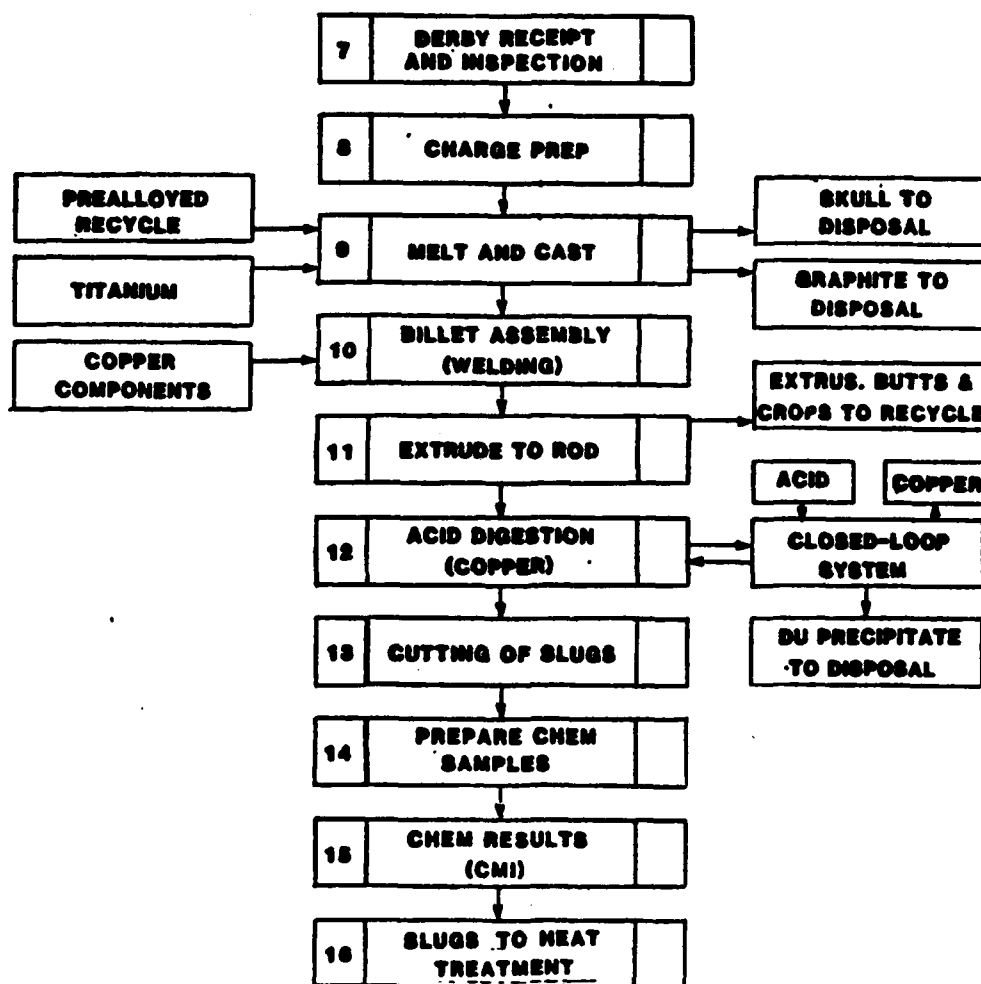 7
DERBY RECEIPT
AND INSPECTION
8
CHARGE PREP
PREALLOYED
RECYCLE
TITANIUM
9
MELT AND CAST
SKULL TO
DISPOSAL
GRAPHITE TO
DISPOSAL
COPPER
COMPONENTS
10
BILLET ASSEMBLY
(WELDING)
11
EXTRUDE TO ROD
EXTRUS. BUTTS &
CROPS TO RECYCLE
12
ACID DIGESTION
(COPPER)
ACID
COPPER
CLOSED-LOOP
SYSTEM
DU PRECIPITATE
TO DISPOSAL
13
CUTTING OF SLUGS
14
PREPARE CHEM
SAMPLES
15
CHEM RESULTS
(CMI)
16
SLUGS TO HEAT
TREATMENT